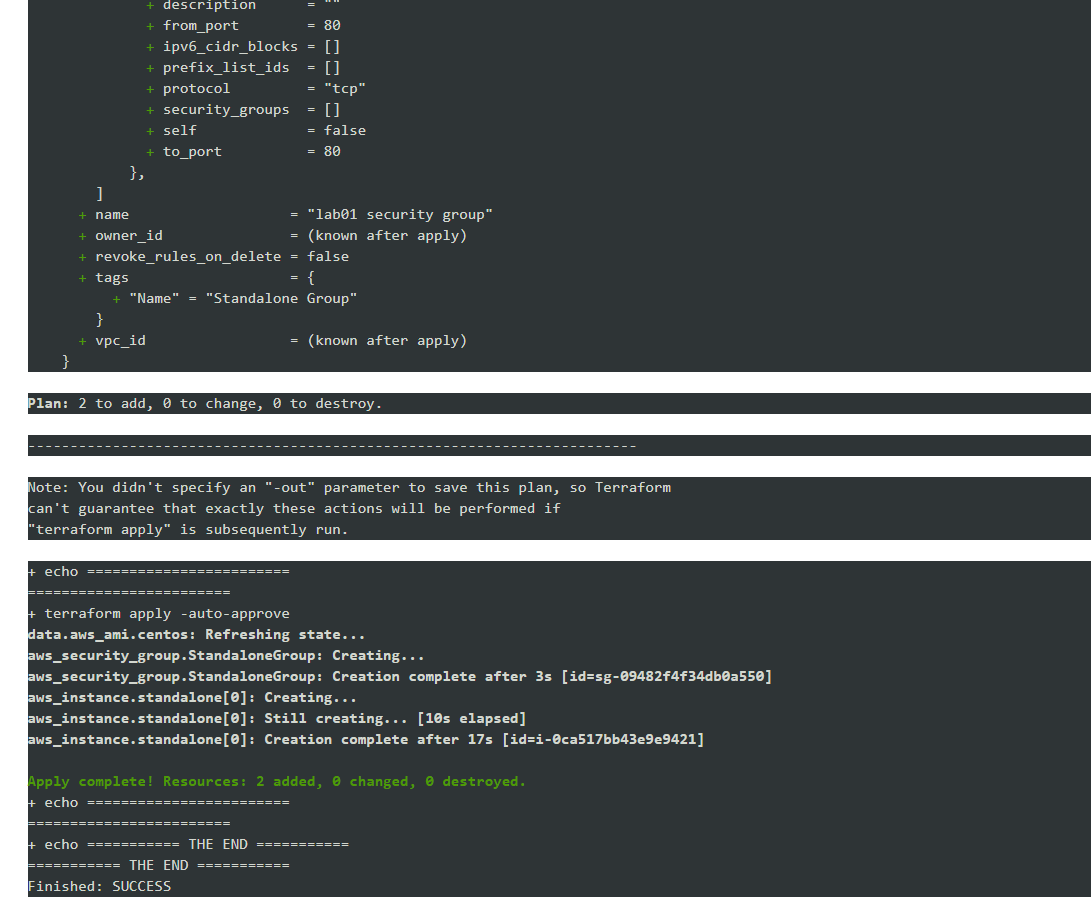 + description      = ""
+ from_port        = 80
+ ipv6_cidr_blocks = []
+ prefix_list_ids  = []
+ protocol         = "tcp"
+ security_groups  = []
+ self             = false
+ to_port          = 80
},
]
+ name                   = "lab01 security group"
+ owner_id               = (known after apply)
+ revoke_rules_on_delete = false
+ tags                   = {
+ "Name" = "Standalone Group"
}
+ vpc_id                 = (known after apply)
}
Plan: 2 to add, 0 to change, 0 to destroy.
------------------------------------------------------------------------
Note: You didn't specify an "-out" parameter to save this plan, so Terraform
can't guarantee that exactly these actions will be performed if
"terraform apply" is subsequently run.
+ echo ========================
========================
+ terraform apply -auto-approve
data.aws_ami.centos: Refreshing state...
aws_security_group.StandaloneGroup: Creating...
aws_security_group.StandaloneGroup: Creation complete after 3s [id=sg-09482f4f34db0a550]
aws_instance.standalone[0]: Creating...
aws_instance.standalone[0]: Still creating... [10s elapsed]
aws_instance.standalone[0]: Creation complete after 17s [id=i-0ca517bb43e9e9421]
Apply complete! Resources: 2 added, 0 changed, 0 destroyed.
+ echo ========================
========================
+ echo =========== THE END ===========
=========== THE END ===========
Finished: SUCCESS